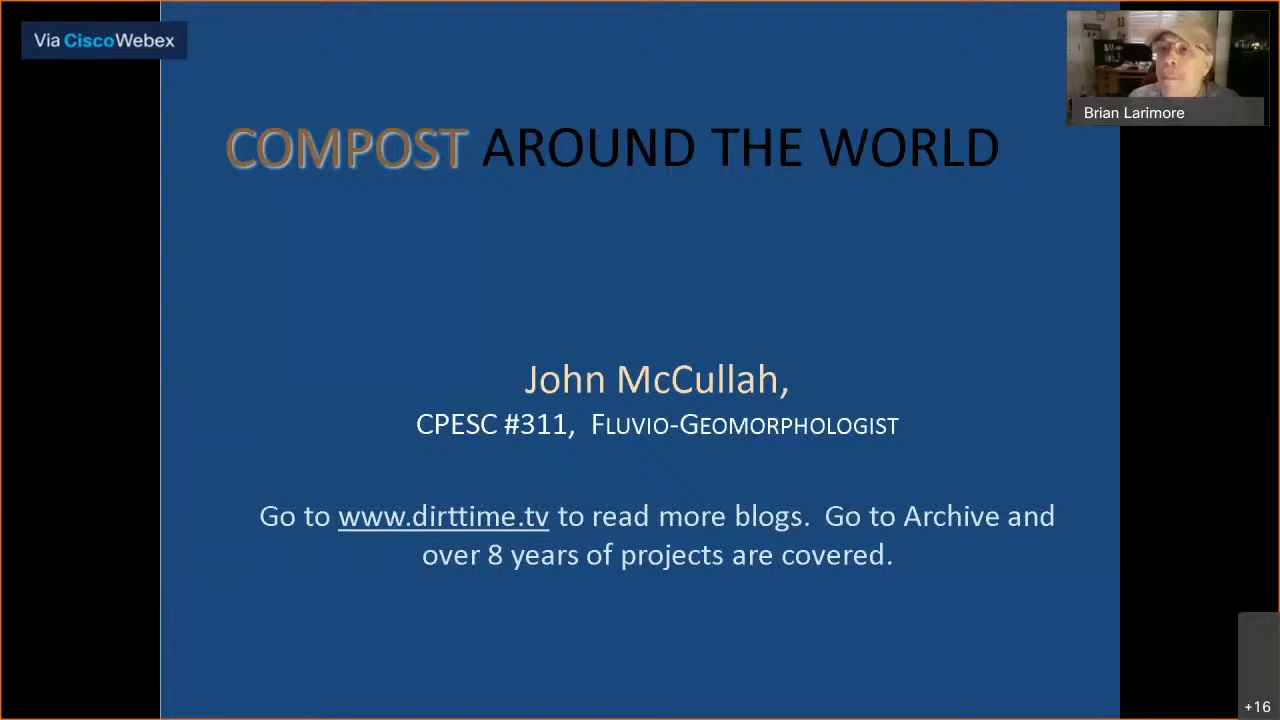 Via CiscoWebex
Brian Larimore
COMPOST AROUND THE WORLD
John McCullah,
CPESC #311, FLUVIO-GEOMORPHOLOGIST
Go to www.dirttime.tv to read more blogs. Go to Archive and
over 8 years of projects are covered.
+16